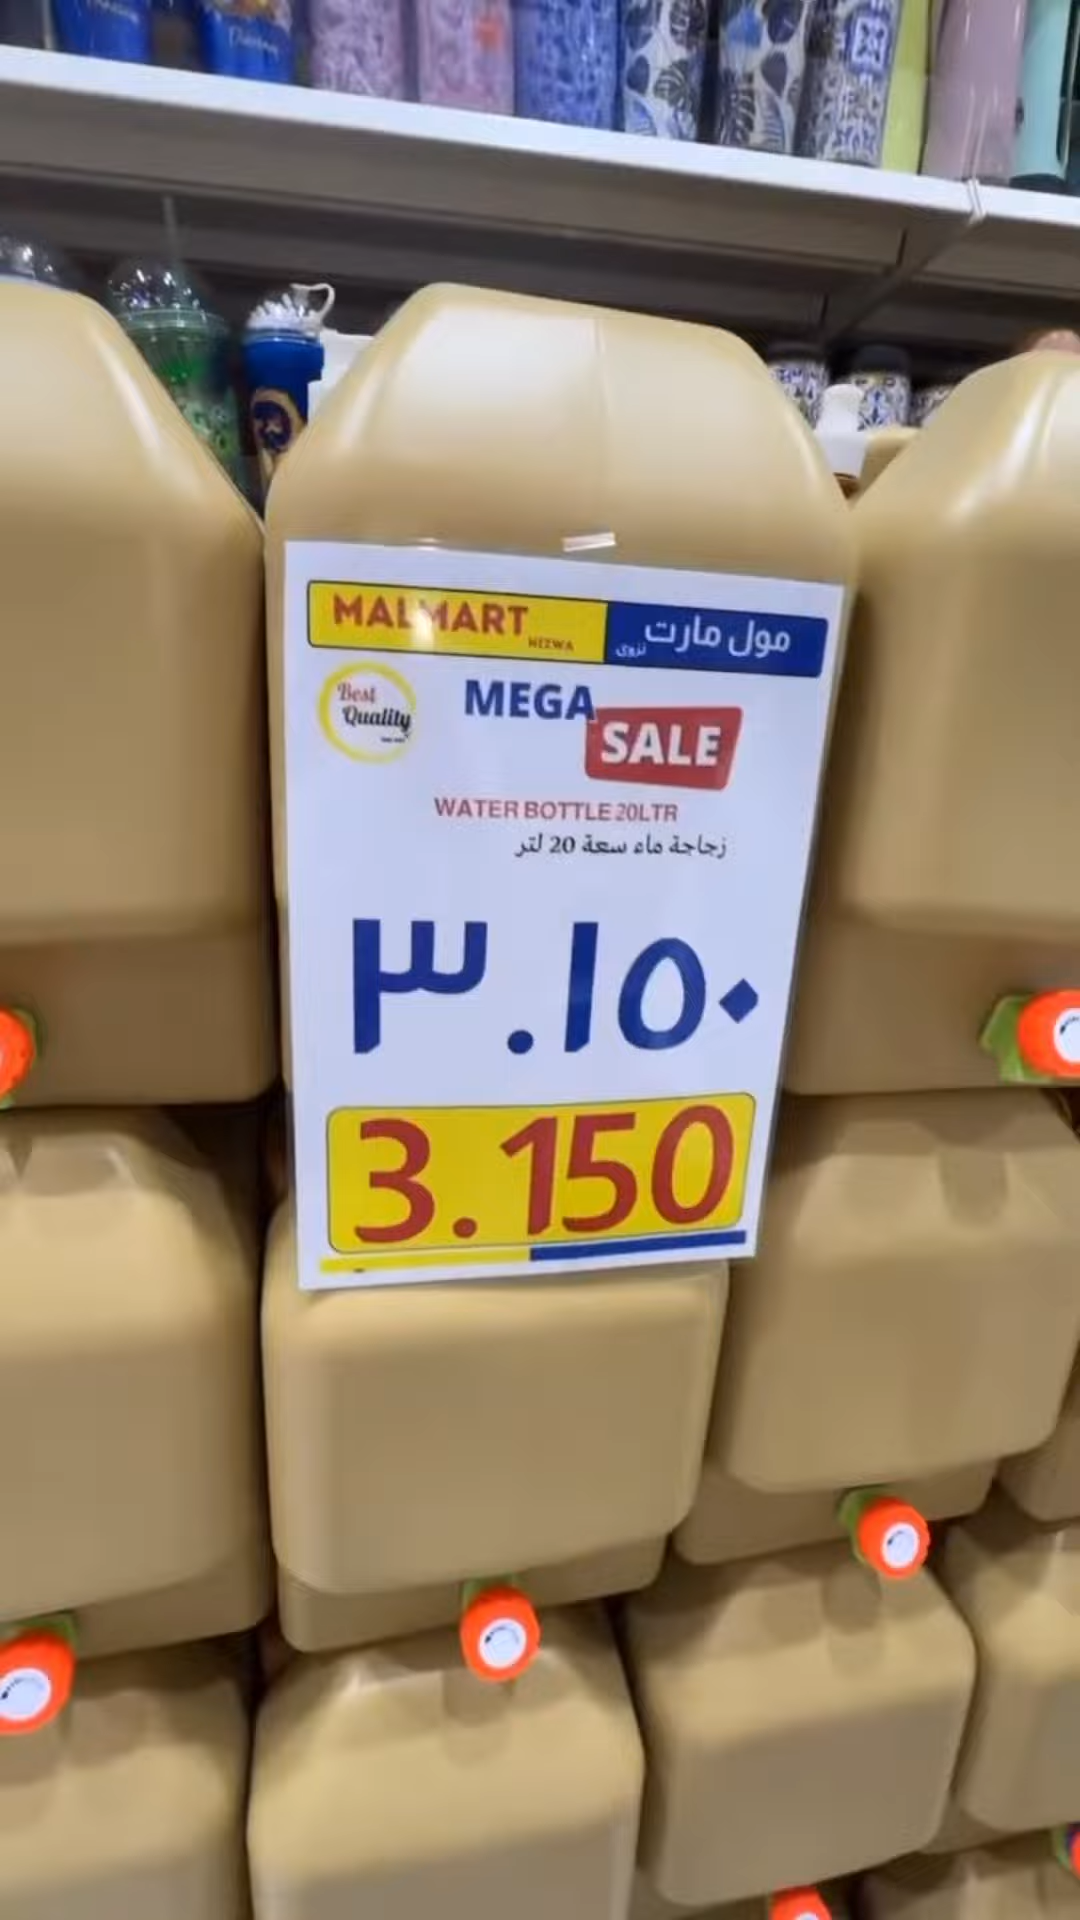 MALMART NIZWA مول مارت نزوى
Best
Quality
MEGA
SALE
WATER BOTTLE 20LTR
زجاجة ماء سعة 20 لتر
٣.١٥٠
3.150